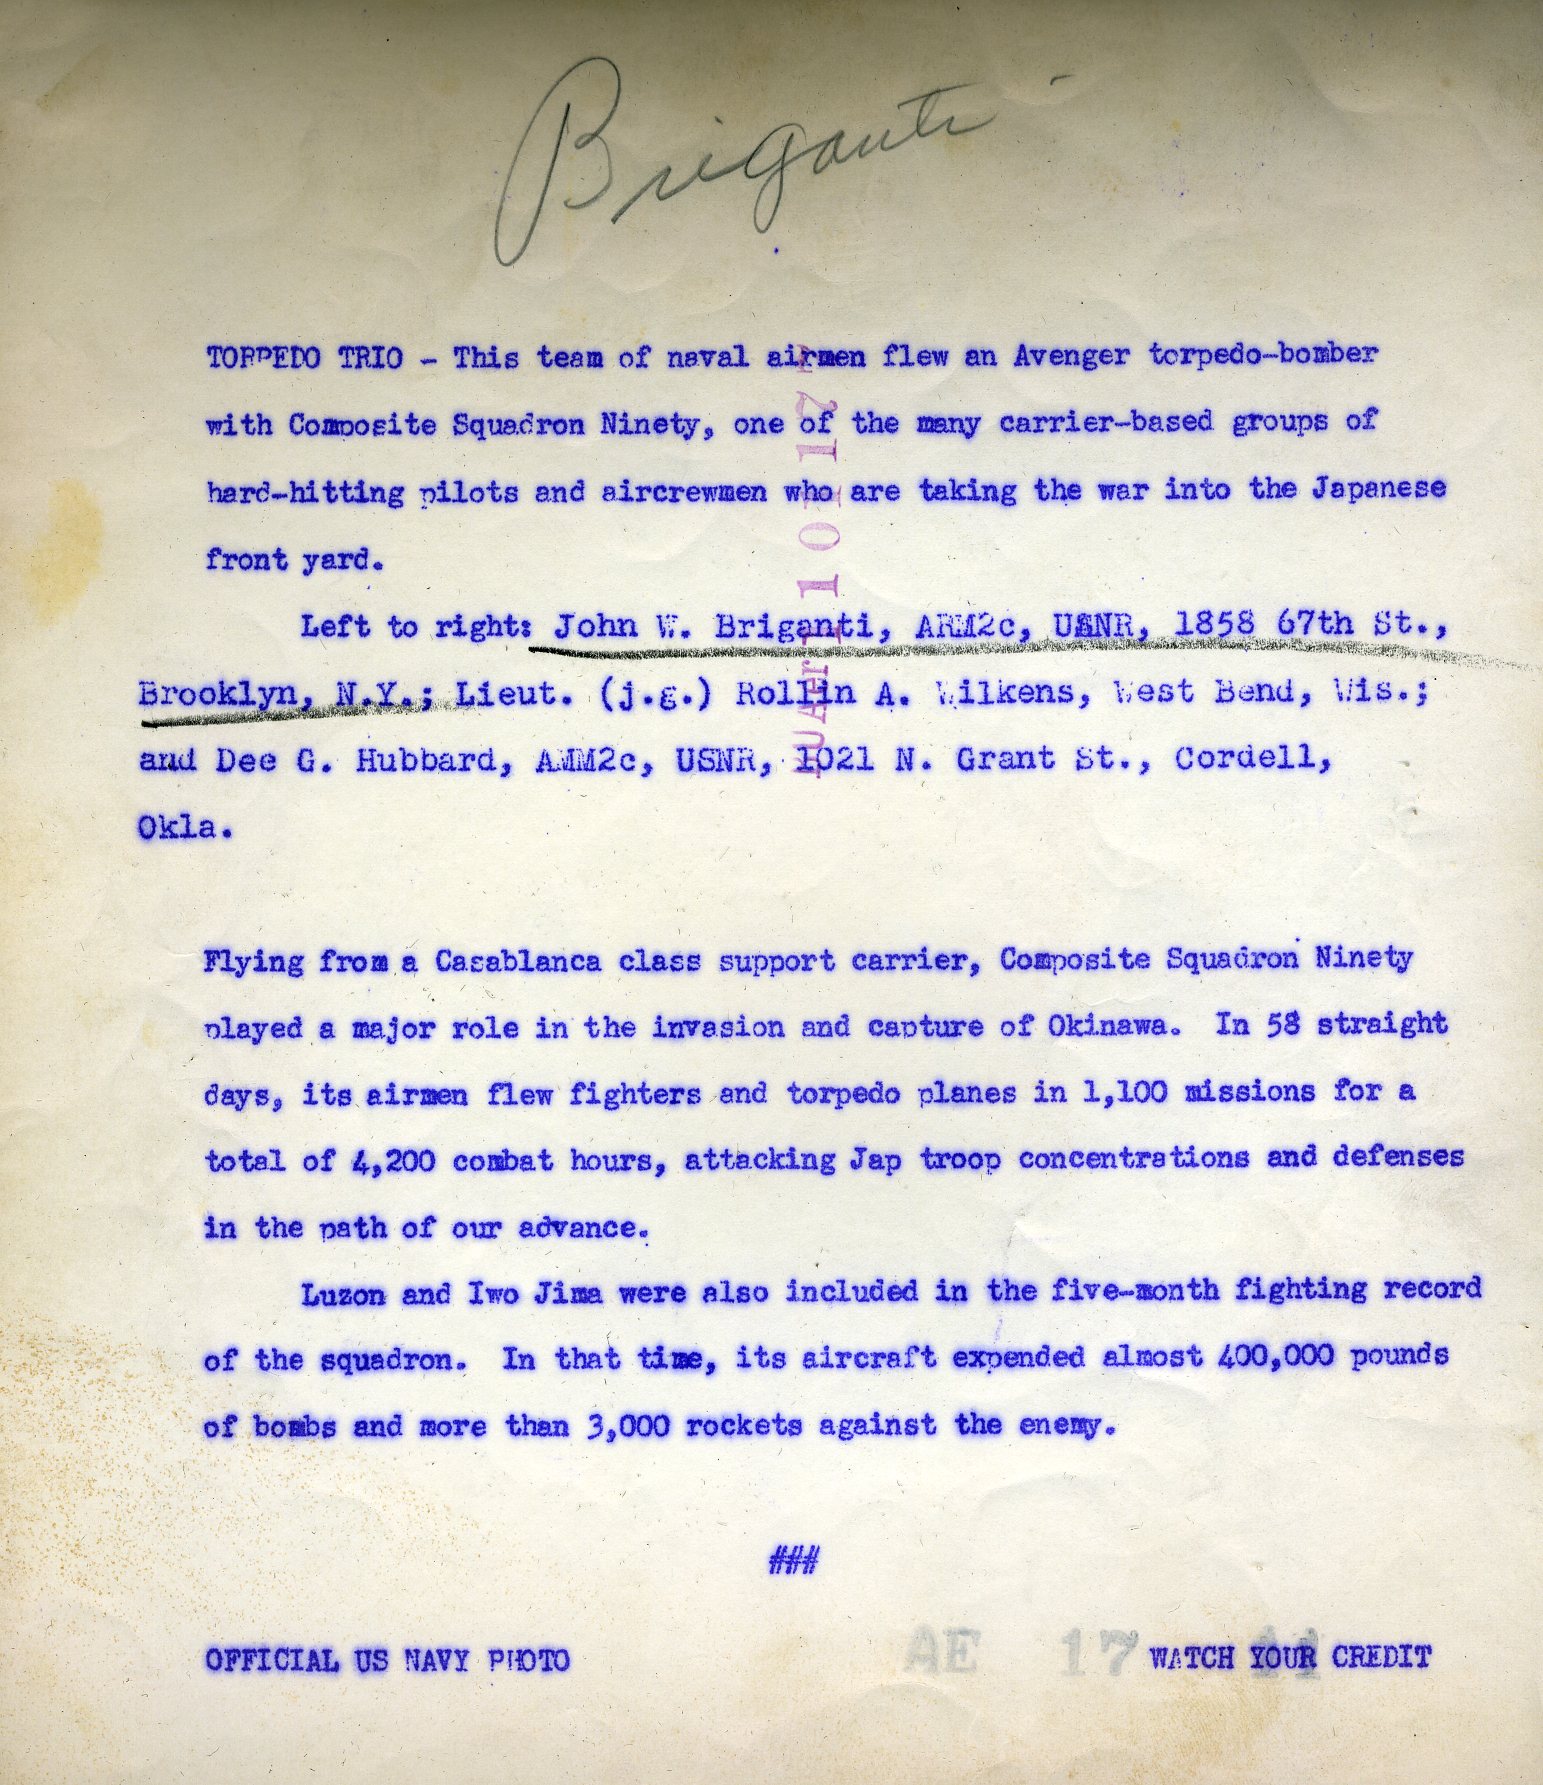 Briganti
TORPEDO TRIO - This team of naval airmen flew an Avenger torpedo-bomber
with Composite Squadron Ninety, one of the many carrier-based groups of
hard-hitting pilots and aircrewmen who are taking the war into the Japanese
front yard.
Left to right: John W. Briganti, ARM2c, USNR, 1858 67th St.,
Brooklyn, N.Y.; Lieut. (j.g.) Rollin A. Wilkens, West Bend, Wis.;
and Dee G. Hubbard, AMM2c, USNR, 1021 N. Grant St., Cordell,
Okla.
Flying from a Casablanca class support carrier, Composite Squadron Ninety
played a major role in the invasion and capture of Okinawa. In 58 straight
days, its airmen flew fighters and torpedo planes in 1,100 missions for a
total of 4,200 combat hours, attacking Jap troop concentrations and defenses
in the path of our advance.
Luzon and Iwo Jima were also included in the five-month fighting record
of the squadron. In that time, its aircraft expended almost 400,000 pounds
of bombs and more than 3,000 rockets against the enemy.
###
OFFICIAL US NAVY PHOTO AE 17 WATCH YOUR CREDIT